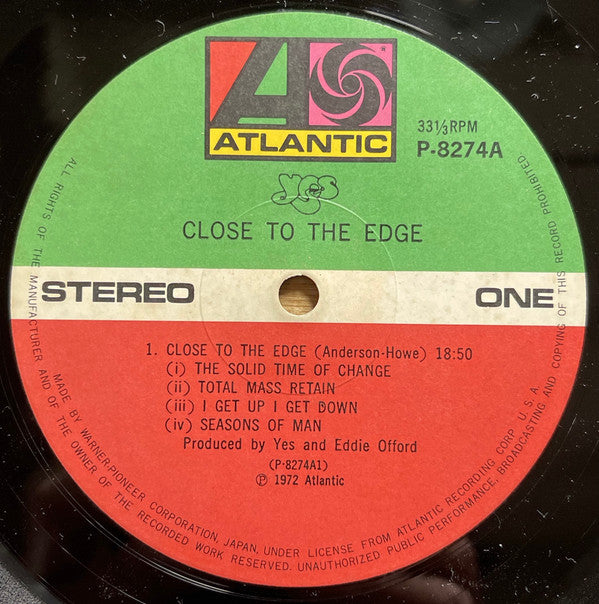 ATLANTIC
®
33⅓RPM
P-8274A
yes
CLOSE TO THE EDGE
STEREO
ONE
1. CLOSE TO THE EDGE (Anderson-Howe) 18:50
(i) THE SOLID TIME OF CHANGE
(ii) TOTAL MASS RETAIN
(iii) I GET UP I GET DOWN
(iv) SEASONS OF MAN
Produced by Yes and Eddie Offord
(P-8274A1)
℗ 1972 Atlantic
MADE BY WARNER-PIONEER CORPORATION, JAPAN, UNDER LICENSE FROM ATLANTIC RECORDING CORP. U.S.A.
ALL RIGHTS OF THE MANUFACTURER AND OF THE OWNER OF THE RECORDED WORK RESERVED. UNAUTHORIZED PUBLIC PERFORMANCE, BROADCASTING AND COPYING OF THIS RECORD PROHIBITED